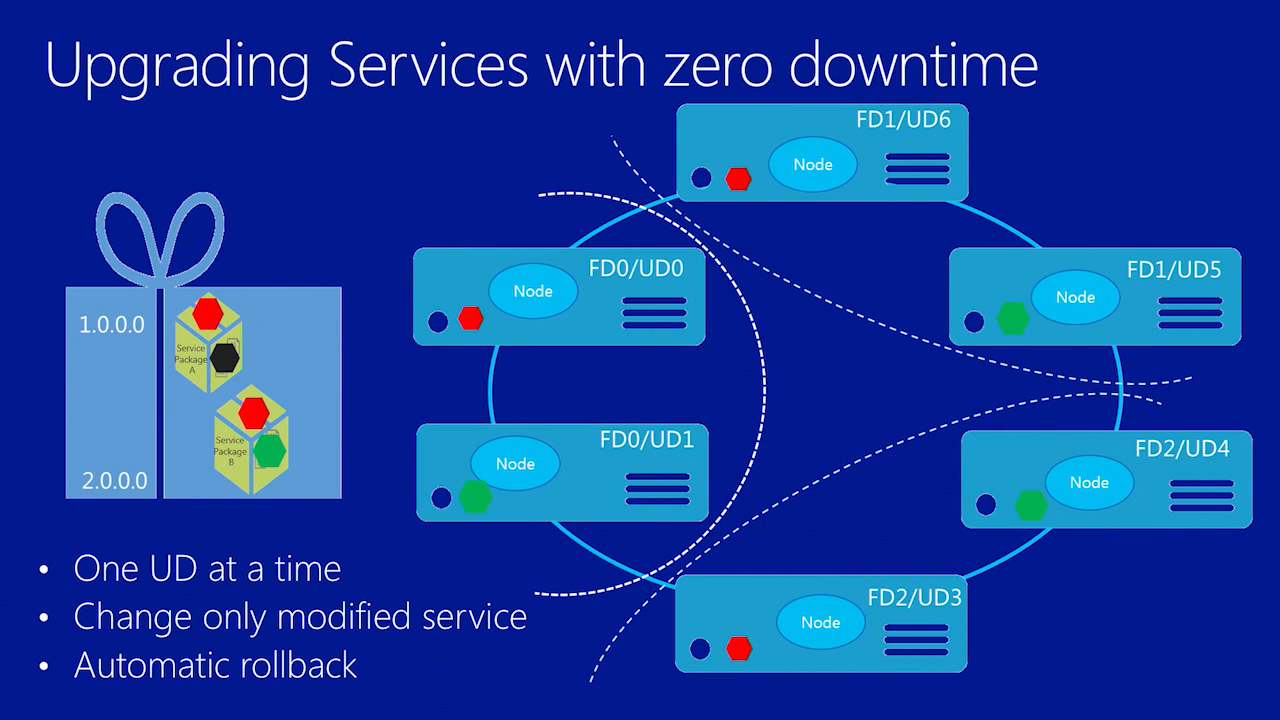 Upgrading Services with zero downtime
FD1/UD6
Node
FD0/UD0
Node
FD1/UD5
Node
1.0.0.0
Service
Package
A
Service
Package
B
2.0.0.0
FD0/UD1
Node
FD2/UD4
Node
FD2/UD3
Node
• One UD at a time
• Change only modified service
• Automatic rollback